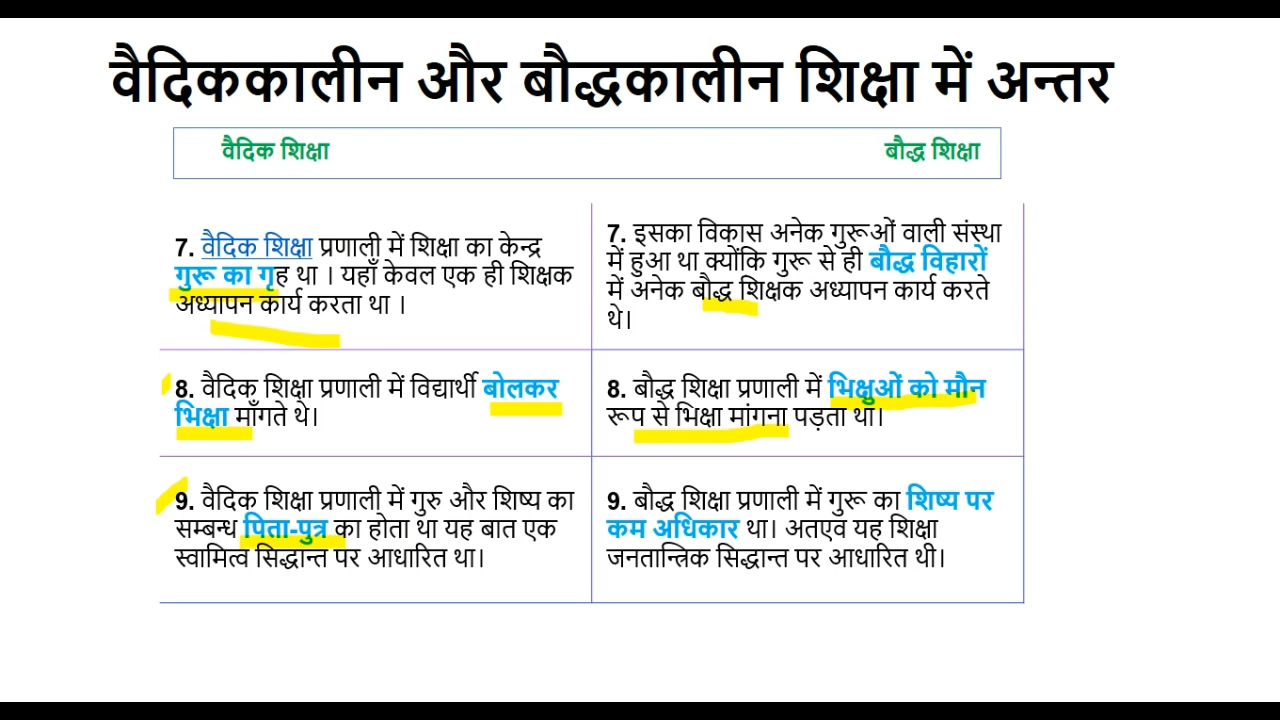 वैदिककालीन और बौद्धकालीन शिक्षा में अन्तर
वैदिक शिक्षा
बौद्ध शिक्षा
7. वैदिक शिक्षा प्रणाली में शिक्षा का केन्द्र
गुरू का गृह था । यहाँ केवल एक ही शिक्षक
अध्यापन कार्य करता था ।
7. इसका विकास अनेक गुरूओं वाली संस्था
में हुआ था क्योंकि गुरू से ही बौद्ध विहारों
में अनेक बौद्ध शिक्षक अध्यापन कार्य करते
थे।
8. वैदिक शिक्षा प्रणाली में विद्यार्थी बोलकर
भिक्षा माँगते थे।
8. बौद्ध शिक्षा प्रणाली में भिक्षुओं को मौन
रूप से भिक्षा मांगना पड़ता था।
9. वैदिक शिक्षा प्रणाली में गुरु और शिष्य का
सम्बन्ध पिता-पुत्र का होता था यह बात एक
स्वामित्व सिद्धान्त पर आधारित था।
9. बौद्ध शिक्षा प्रणाली में गुरू का शिष्य पर
कम अधिकार था। अतएव यह शिक्षा
जनतान्त्रिक सिद्धान्त पर आधारित थी।